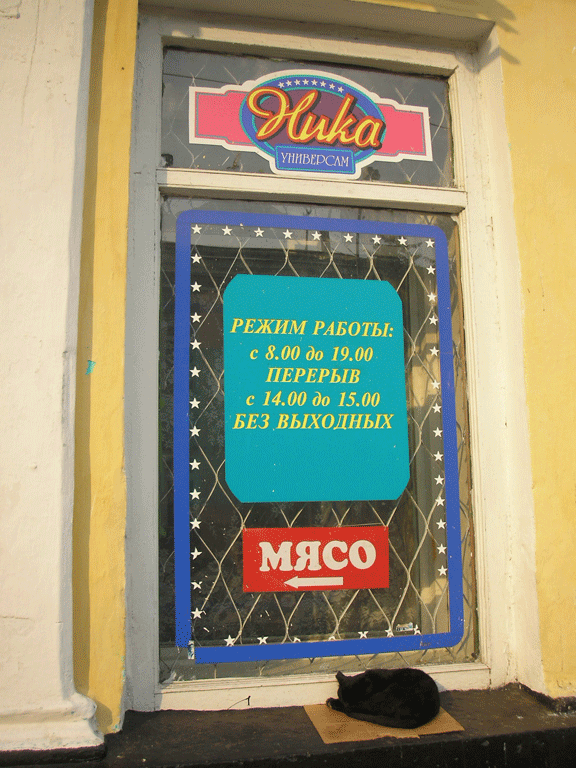 Ника
УНИВЕРСАМ
РЕЖИМ РАБОТЫ:
с 8.00 до 19.00
ПЕРЕРЫВ
с 14.00 до 15.00
БЕЗ ВЫХОДНЫХ
МЯСО